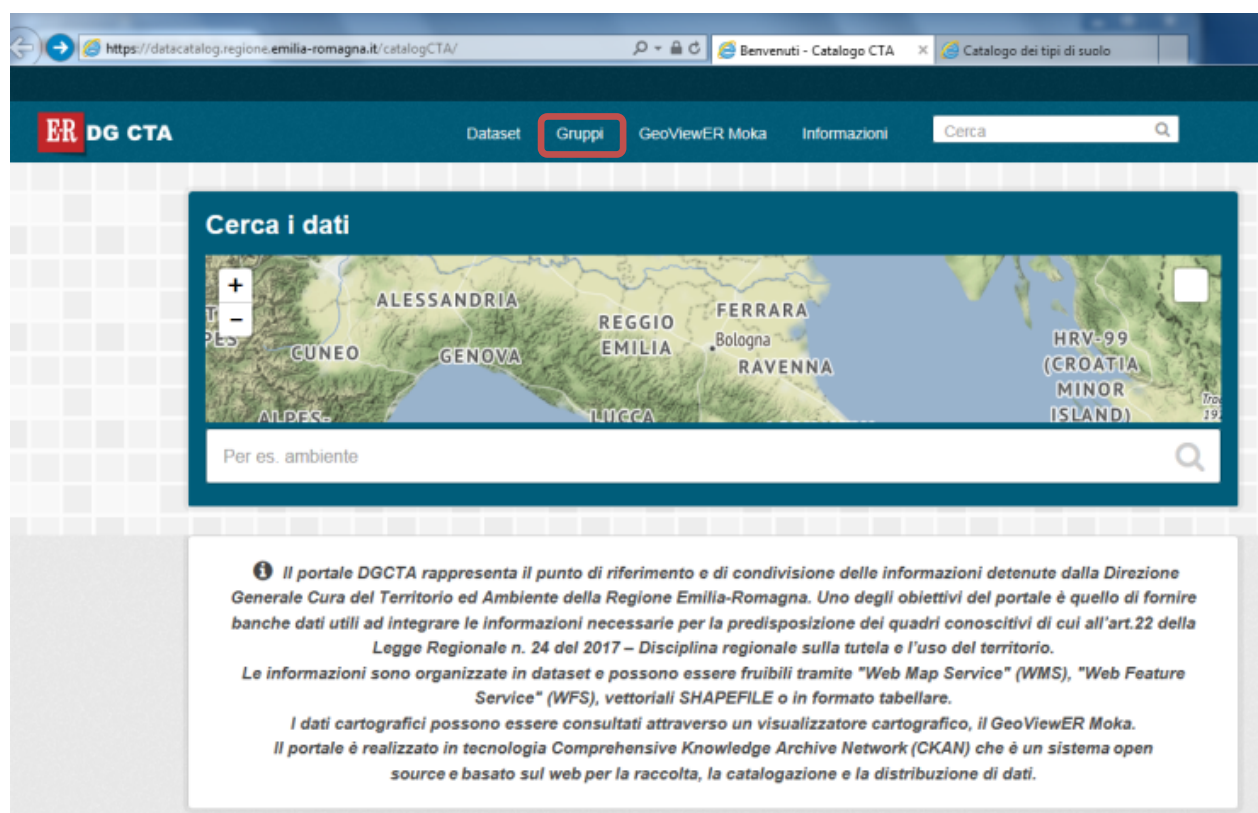 https://datacatalog.regione.emilia-romagna.it/catalogCTA/
Benvenuti - Catalogo CTA
Catalogo dei tipi di suolo
E·R DG CTA
Dataset
Gruppi
GeoViewER Moka
Informazioni
Cerca
Cerca i dati
+
−
ALESSANDRIA
REGGIO
EMILIA
FERRARA
Bologna
RAVENNA
CUNEO
GENOVA
HRV-99
(CROATIA
MINOR
ISLAND)
ALPES-
LUCCA
Per es. ambiente
Il portale DGCTA rappresenta il punto di riferimento e di condivisione delle informazioni detenute dalla Direzione
Generale Cura del Territorio ed Ambiente della Regione Emilia-Romagna. Uno degli obiettivi del portale è quello di fornire
banche dati utili ad integrare le informazioni necessarie per la predisposizione dei quadri conoscitivi di cui all'art.22 della
Legge Regionale n. 24 del 2017 – Disciplina regionale sulla tutela e l'uso del territorio.
Le informazioni sono organizzate in dataset e possono essere fruibili tramite "Web Map Service" (WMS), "Web Feature
Service" (WFS), vettoriali SHAPEFILE o in formato tabellare.
I dati cartografici possono essere consultati attraverso un visualizzatore cartografico, il GeoViewER Moka.
Il portale è realizzato in tecnologia Comprehensive Knowledge Archive Network (CKAN) che è un sistema open
source e basato sul web per la raccolta, la catalogazione e la distribuzione di dati.